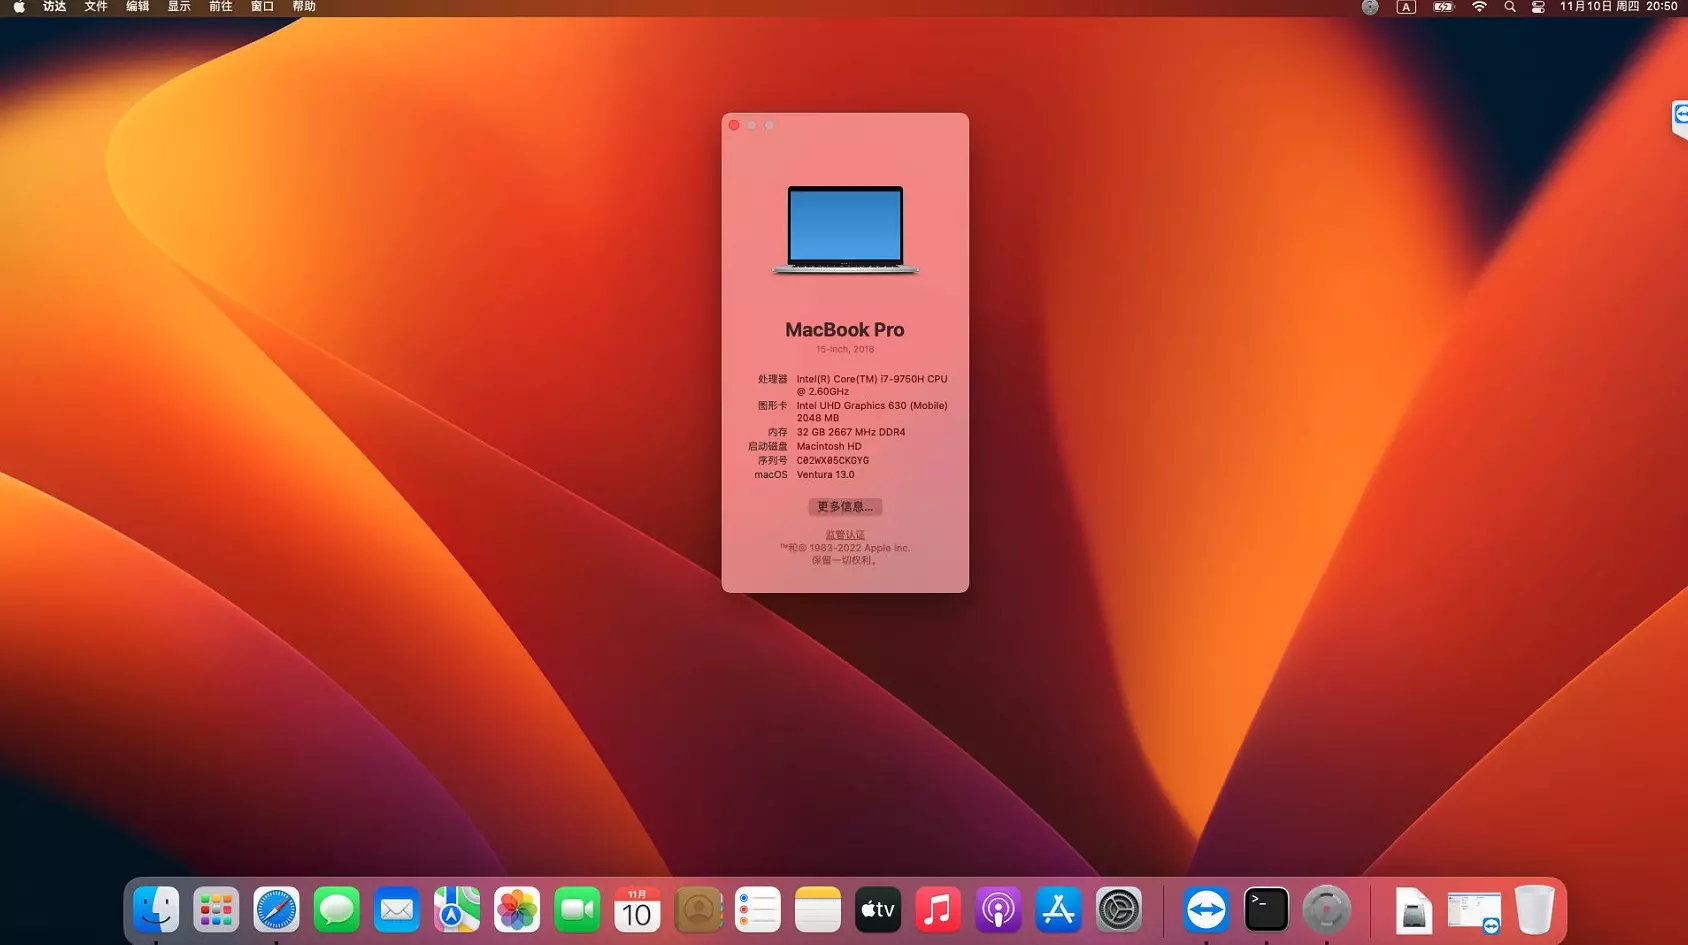 访达 文件 编辑 显示 前往 窗口 帮助
A
11月10日 周四 20:50
MacBook Pro
15-inch, 2018
处理器 Intel(R) Core(TM) i7-9750H CPU
@ 2.60GHz
图形卡 Intel UHD Graphics 630 (Mobile)
2048 MB
内存 32 GB 2667 MHz DDR4
启动磁盘 Macintosh HD
序列号 C02WX05CKGYG
macOS Ventura 13.0
更多信息...
监管认证
™和© 1983-2022 Apple Inc.
保留一切权利。
11月
10
tv
>_